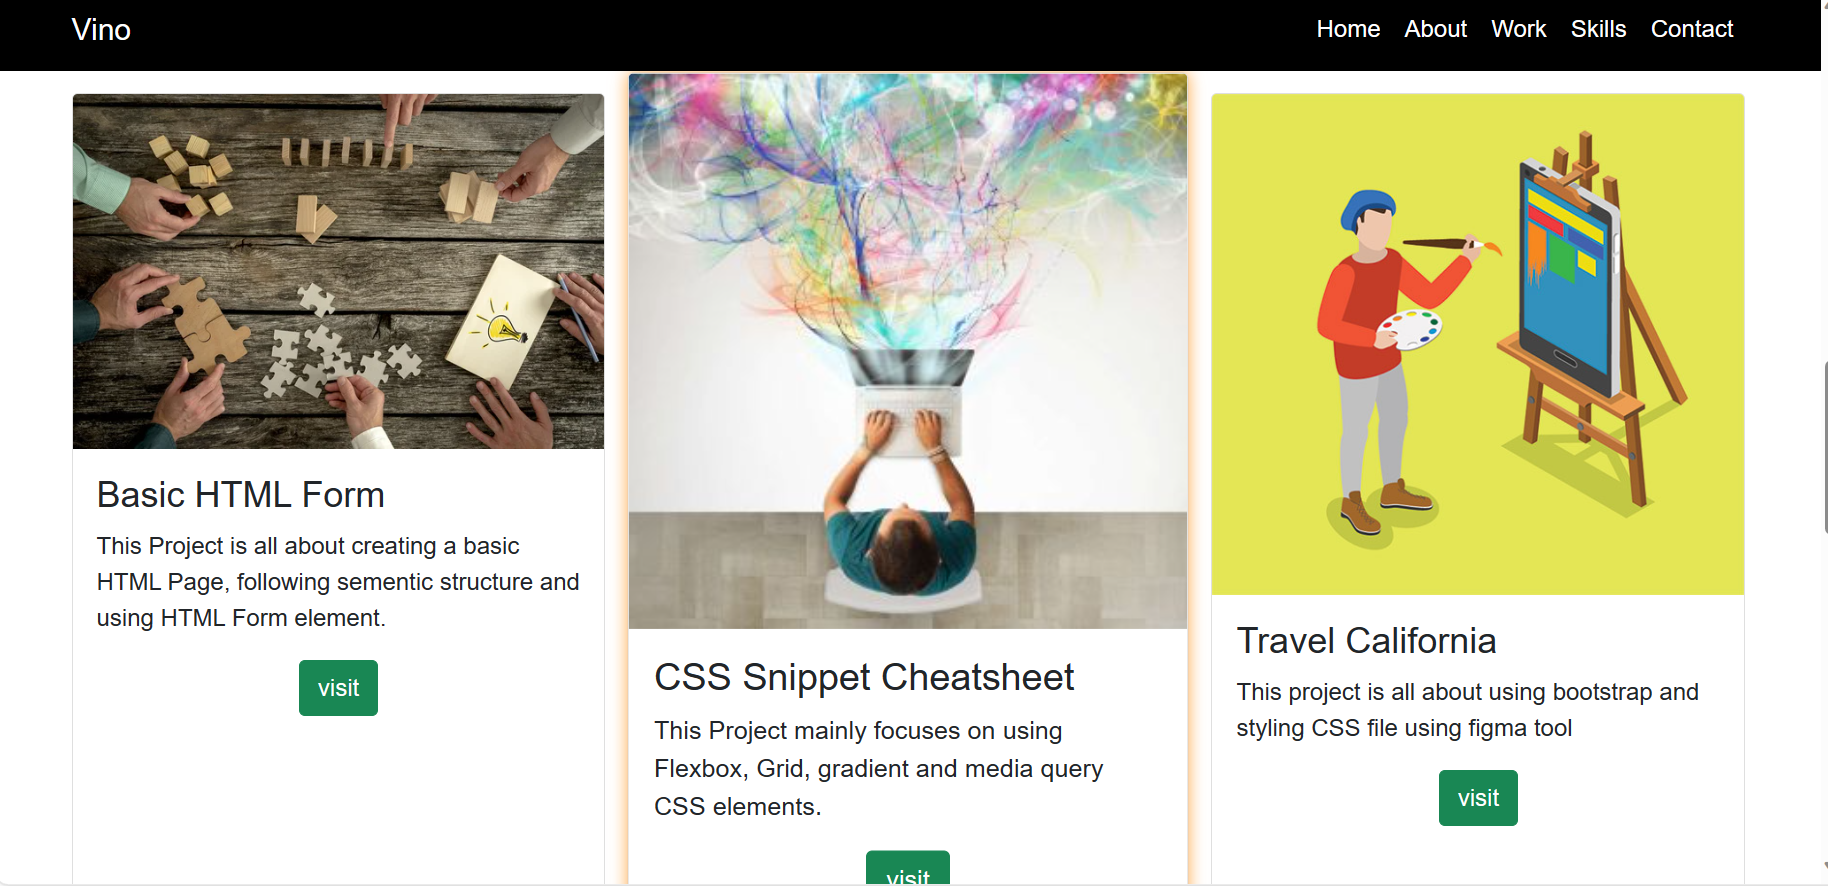 Vino
Home About Work Skills Contact
Basic HTML Form
This Project is all about creating a basic
HTML Page, following sementic structure and
using HTML Form element.
visit
CSS Snippet Cheatsheet
This Project mainly focuses on using
Flexbox, Grid, gradient and media query
CSS elements.
visit
Travel California
This project is all about using bootstrap and
styling CSS file using figma tool
visit